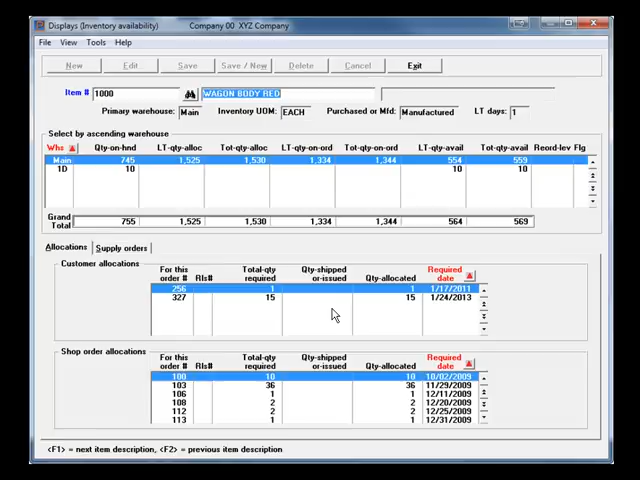 Displays (Inventory availability) Company 00 XYZ Company
File View Tools Help
New Edit Save Save / New Delete Cancel Exit
Item # 1000 WAGON BODY RED
Primary warehouse: Main Inventory UOM: EACH Purchased or Mfd: Manufactured LT days: 1
Select by ascending warehouse
Whs Qty-on-hnd LT-qty-alloc Tot-qty-alloc LT-qty-on-ord Tot-qty-on-ord LT-qty-avail Tot-qty-avail Reord-lev Flg
Main 745 1,525 1,530 1,334 1,344 554 559
1D 10 10 10
Grand Total 755 1,525 1,530 1,334 1,344 564 569
Allocations Supply orders
Customer allocations
For this order # Rls# Total-qty required Qty-shipped or-issued Qty-allocated Required date
256 1 1 1/17/2011
327 15 15 1/24/2013
Shop order allocations
For this order # Rls# Total-qty required Qty-shipped or-issued Qty-allocated Required date
100 10 10 10/02/2009
103 36 36 11/29/2009
106 1 1 12/11/2009
108 2 2 12/20/2009
112 2 2 12/25/2009
113 1 1 12/31/2009
<F1> = next item description, <F2> = previous item description